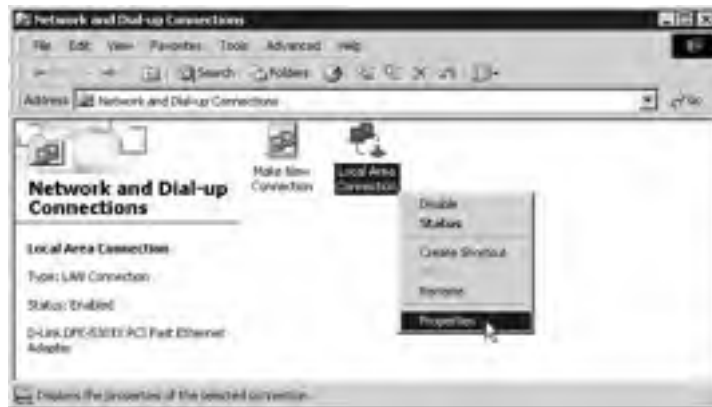 Network and Dial-up Connections
File Edit View Favorites Tools Advanced Help
Search Folders
Address Network and Dial-up Connections Go
Make New
Connection
Local Area
Connection
Network and Dial-up
Connections
Disable
Status
Local Area Connection
Create Shortcut
Type: LAN Connection
Rename
Status: Enabled
Properties
D-Link PCI Fast Ethernet
Adapter
Displays the properties of the selected connection.